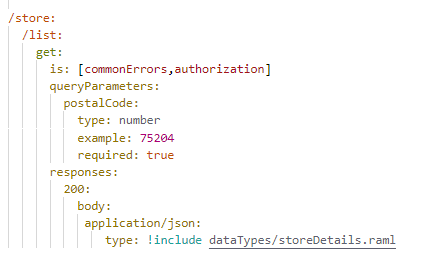 /store:
/list:
get:
is: [commonErrors,authorization]
queryParameters:
postalCode:
type: number
example: 75204
required: true
responses:
200:
body:
application/json:
type: !include dataTypes/storeDetails.raml